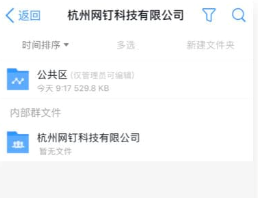 返回 杭州网钉科技有限公司
时间排序 多选 新建文件夹
公共区 (仅管理员可编辑)
今天 9:17 529.8 KB
内部群文件
杭州网钉科技有限公司
暂无文件